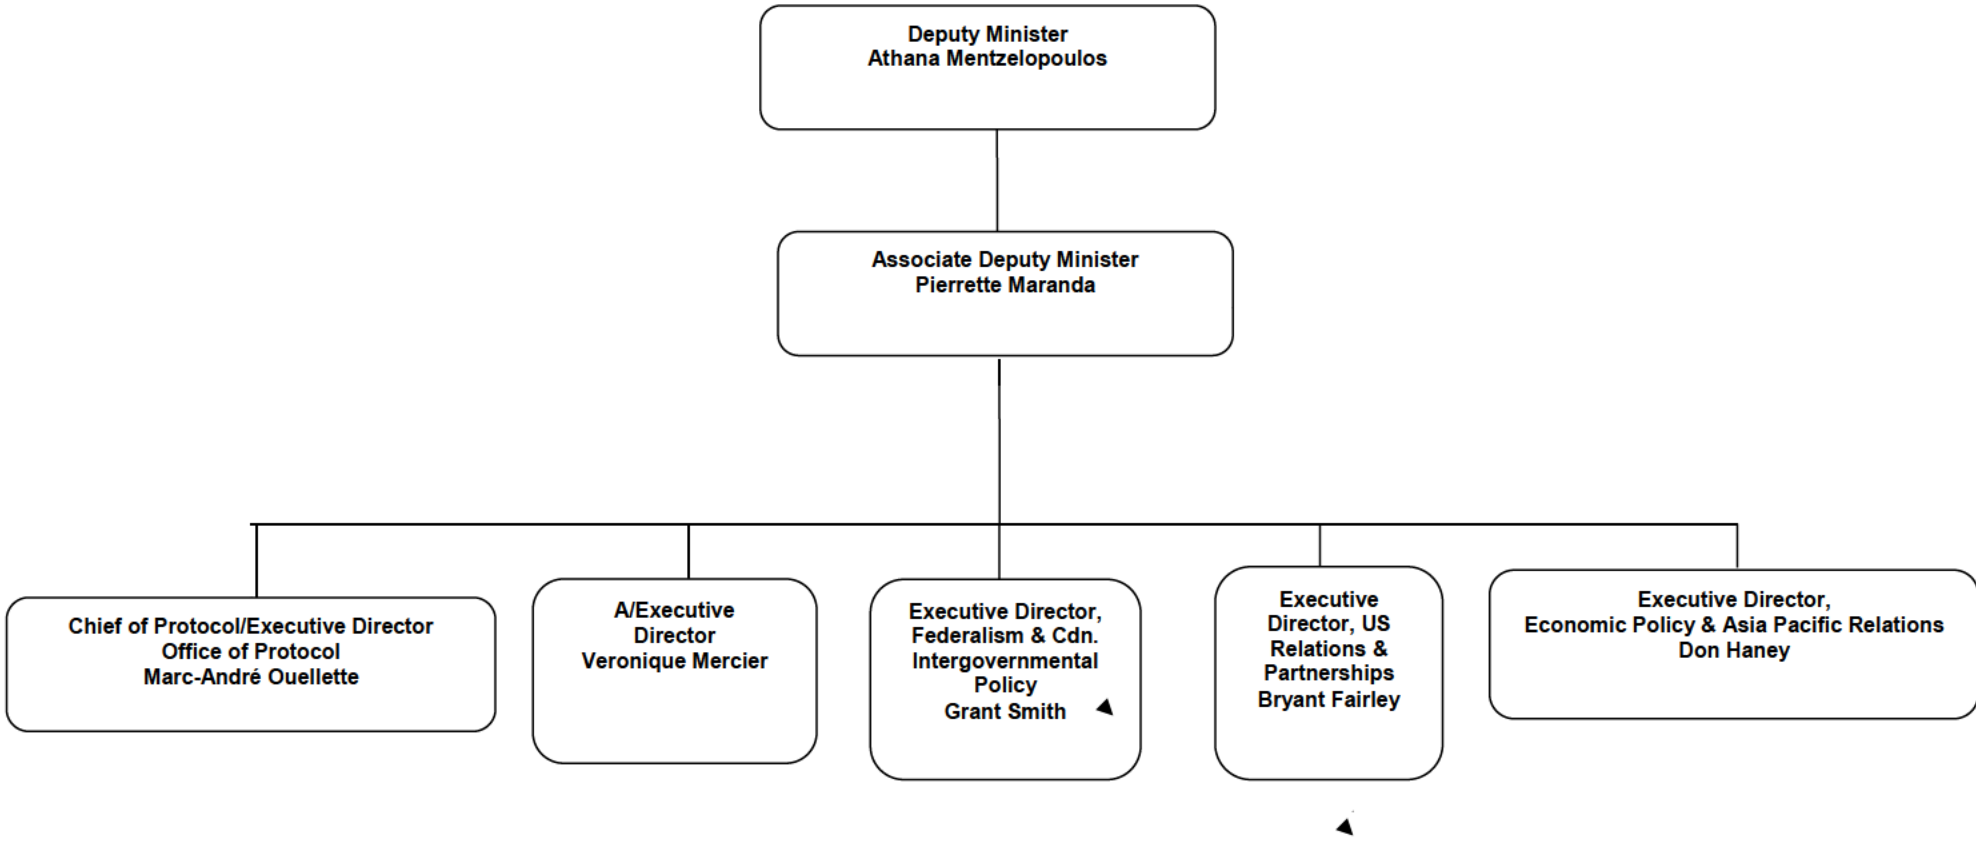 Deputy Minister
Athana Mentzelopoulos
Associate Deputy Minister
Pierrette Maranda
Chief of Protocol/Executive Director
Office of Protocol
Marc-André Ouellette
A/Executive
Director
Veronique Mercier
Executive Director,
Federalism & Cdn.
Intergovernmental
Policy
Grant Smith
Executive
Director, US
Relations &
Partnerships
Bryant Fairley
Executive Director,
Economic Policy & Asia Pacific Relations
Don Haney